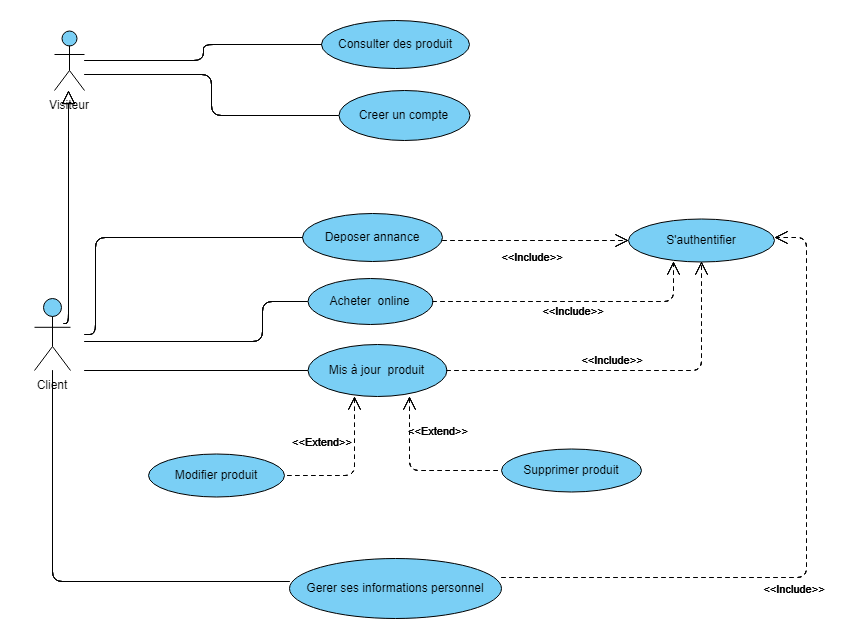 Consulter des produit
Visiteur
Creer un compte
Deposer annance
S'authentifier
<<Include>>
Acheter online
<<Include>>
Mis à jour produit
<<Include>>
Client
<<Extend>>
<<Extend>>
Modifier produit
Supprimer produit
Gerer ses informations personnel
<<Include>>